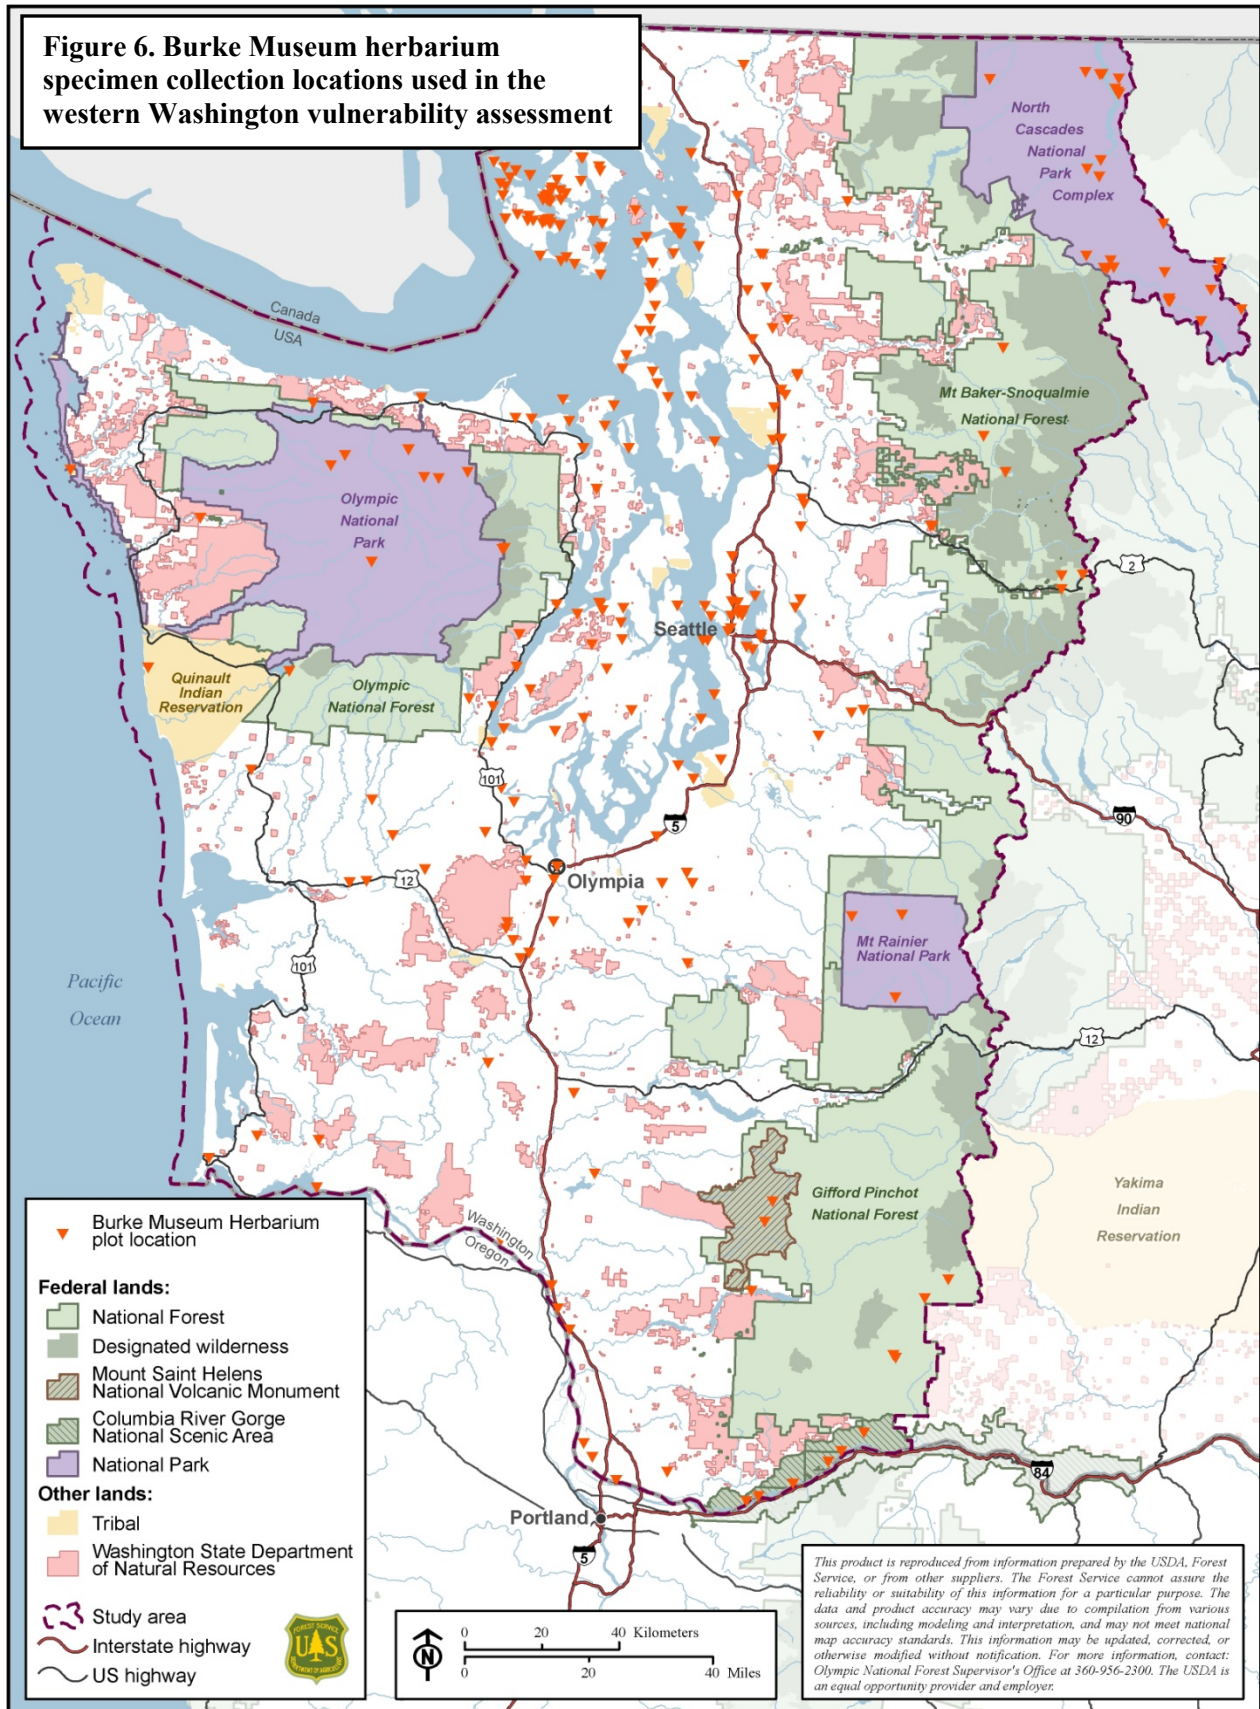 Figure 6. Burke Museum herbarium
specimen collection locations used in the
western Washington vulnerability assessment
North
Cascades
National
Park
Complex
Canada
USA
Mt Baker-Snoqualmie
National Forest
Olympic
National
Park
2
Seattle
Quinault
Indian
Reservation
Olympic
National Forest
101
5
90
12
Olympia
Mt Rainier
National Park
101
Pacific
Ocean
12
Gifford Pinchot
National Forest
Yakima
Indian
Reservation
Washington
Oregon
84
Portland
5
Burke Museum Herbarium
plot location
Federal lands:
National Forest
Designated wilderness
Mount Saint Helens
National Volcanic Monument
Columbia River Gorge
National Scenic Area
National Park
Other lands:
Tribal
Washington State Department
of Natural Resources
Study area
Interstate highway
US highway
FOREST SERVICE
U S
DEPARTMENT OF AGRICULTURE
N
0 20 40 Kilometers
0 20 40 Miles
This product is reproduced from information prepared by the USDA, Forest
Service, or from other suppliers. The Forest Service cannot assure the
reliability or suitability of this information for a particular purpose. The
data and product accuracy may vary due to compilation from various
sources, including modeling and interpretation, and may not meet national
map accuracy standards. This information may be updated, corrected, or
otherwise modified without notification. For more information, contact:
Olympic National Forest Supervisor's Office at 360-956-2300. The USDA is
an equal opportunity provider and employer.